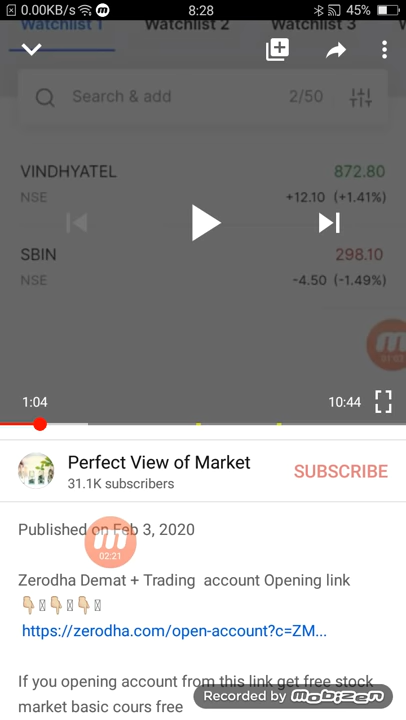 0.00KB/s 8:28 45%
Watchlist 1 Watchlist 2 Watchlist 3
Search & add 2/50
VINDHYATEL 872.80
NSE +12.10 (+1.41%)
SBIN 298.10
NSE -4.50 (-1.49%)
01:03
1:04 10:44
Perfect View of Market
31.1K subscribers
SUBSCRIBE
Published on Feb 3, 2020
02:21
Zerodha Demat + Trading account Opening link
👇🏻👇🏻👇🏻
https://zerodha.com/open-account?c=ZM...
If you opening account from this link get free stock
Recorded by mobizen
market basic cours free